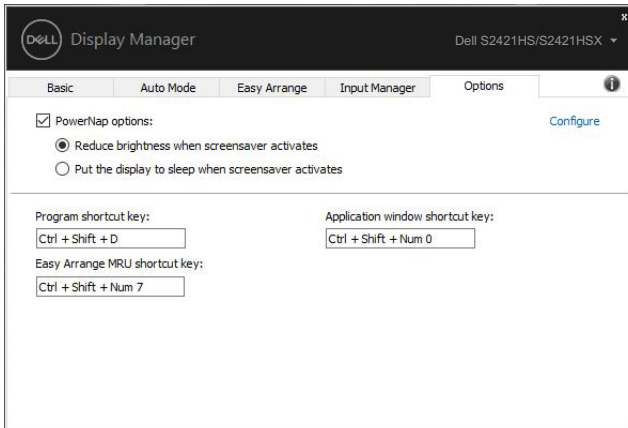 x
DELL Display Manager
Dell S2421HS/S2421HSX
Basic Auto Mode Easy Arrange Input Manager Options i
PowerNap options: Configure
Reduce brightness when screensaver activates
Put the display to sleep when screensaver activates
Program shortcut key: Application window shortcut key:
Ctrl + Shift + D Ctrl + Shift + Num 0
Easy Arrange MRU shortcut key:
Ctrl + Shift + Num 7